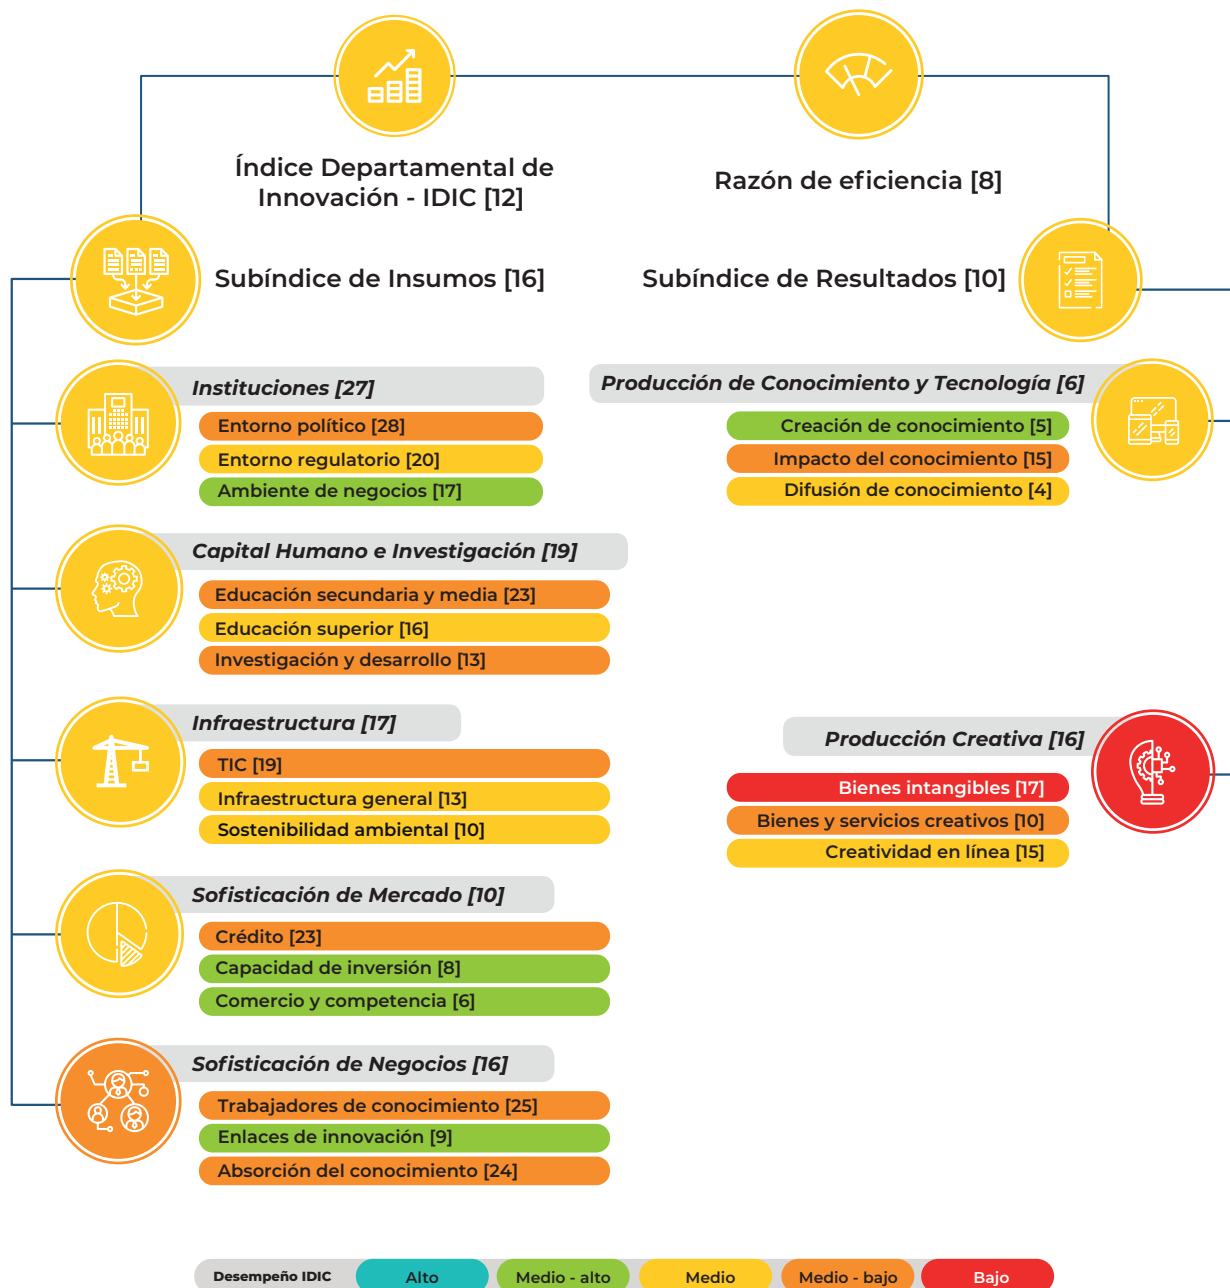 Índice Departamental de
Innovación - IDIC [12]
Razón de eficiencia [8]
Subíndice de Insumos [16]
Subíndice de Resultados [10]
Instituciones [27]
Entorno político [28]
Entorno regulatorio [20]
Ambiente de negocios [17]
Capital Humano e Investigación [19]
Educación secundaria y media [23]
Educación superior [16]
Investigación y desarrollo [13]
Infraestructura [17]
TIC [19]
Infraestructura general [13]
Sostenibilidad ambiental [10]
Sofisticación de Mercado [10]
Crédito [23]
Capacidad de inversión [8]
Comercio y competencia [6]
Sofisticación de Negocios [16]
Trabajadores de conocimiento [25]
Enlaces de innovación [9]
Absorción del conocimiento [24]
Producción de Conocimiento y Tecnología [6]
Creación de conocimiento [5]
Impacto del conocimiento [15]
Difusión de conocimiento [4]
Producción Creativa [16]
Bienes intangibles [17]
Bienes y servicios creativos [10]
Creatividad en línea [15]
Desempeño IDIC Alto Medio - alto Medio Medio - bajo Bajo